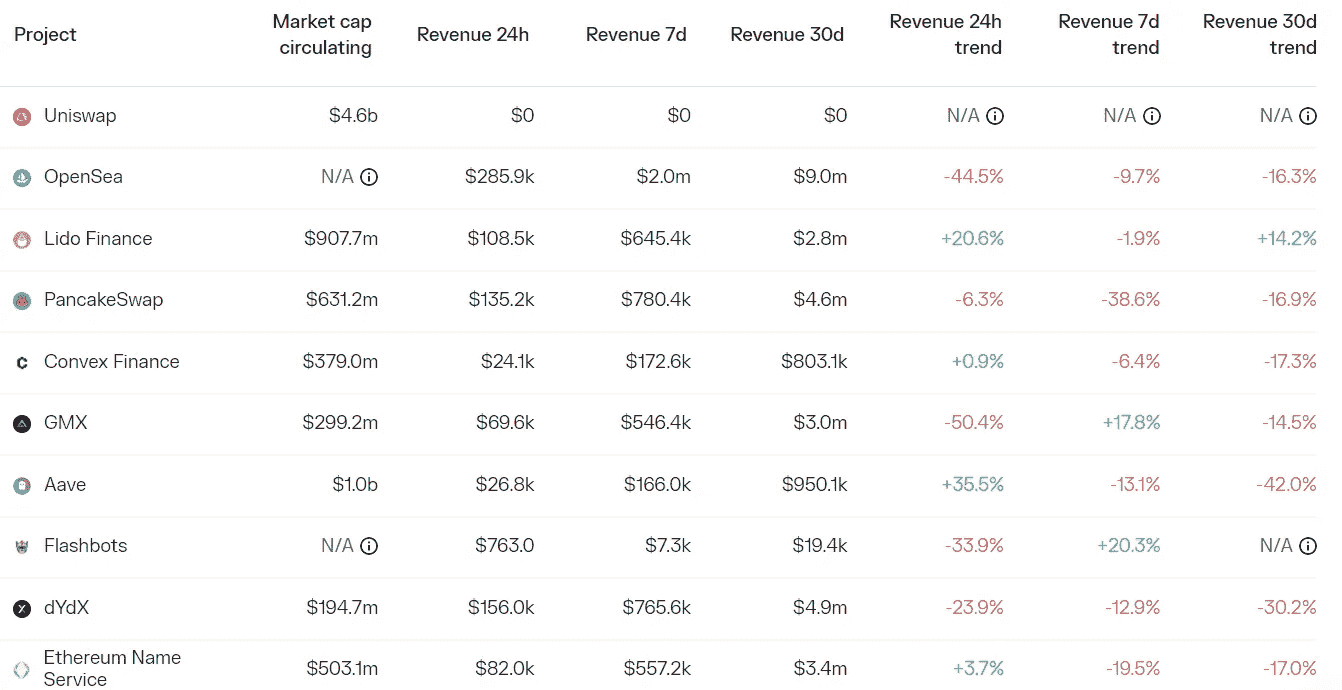 Project Market cap circulating Revenue 24h Revenue 7d Revenue 30d Revenue 24h trend Revenue 7d trend Revenue 30d trend
Uniswap $4.6b $0 $0 $0 N/A N/A N/A
OpenSea N/A $285.9k $2.0m $9.0m -44.5% -9.7% -16.3%
Lido Finance $907.7m $108.5k $645.4k $2.8m +20.6% -1.9% +14.2%
PancakeSwap $631.2m $135.2k $780.4k $4.6m -6.3% -38.6% -16.9%
Convex Finance $379.0m $24.1k $172.6k $803.1k +0.9% -6.4% -17.3%
GMX $299.2m $69.6k $546.4k $3.0m -50.4% +17.8% -14.5%
Aave $1.0b $26.8k $166.0k $950.1k +35.5% -13.1% -42.0%
Flashbots N/A $763.0 $7.3k $19.4k -33.9% +20.3% N/A
dYdX $194.7m $156.0k $765.6k $4.9m -23.9% -12.9% -30.2%
Ethereum Name Service $503.1m $82.0k $557.2k $3.4m +3.7% -19.5% -17.0%